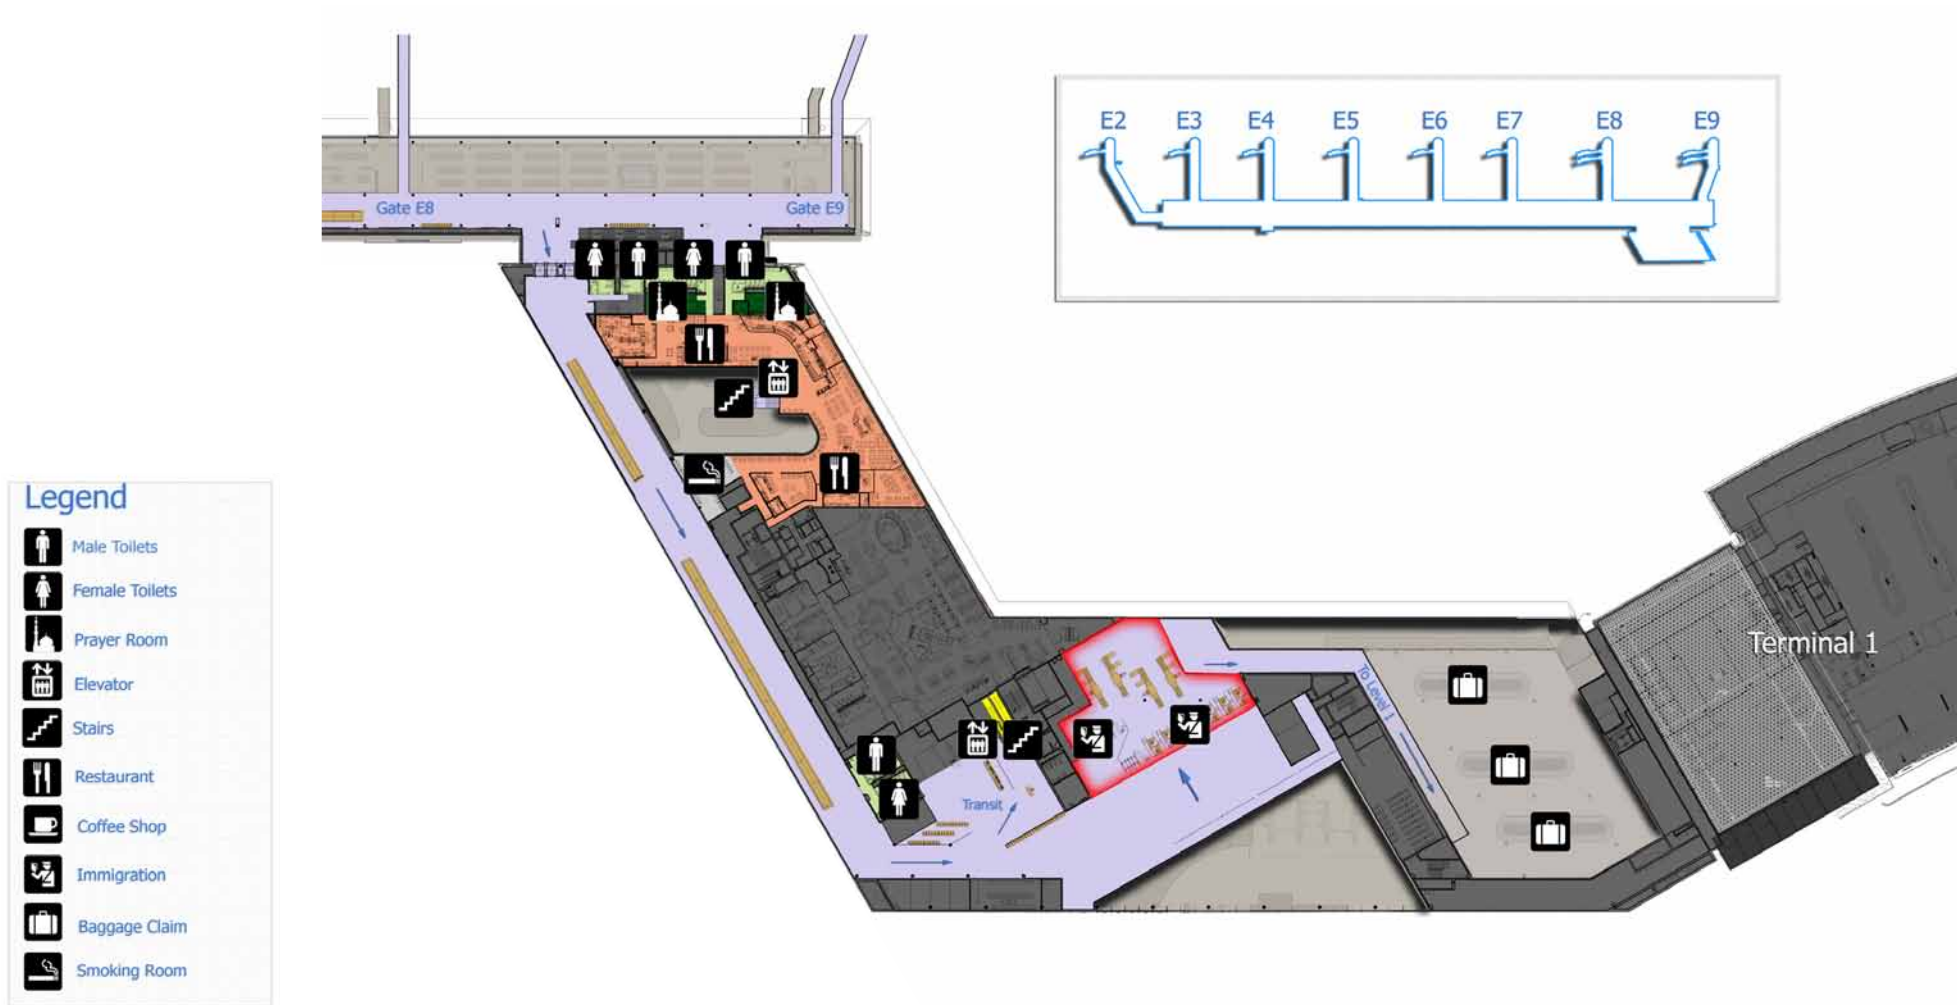 E2 E3 E4 E5 E6 E7 E8 E9
Gate E8
Gate E9
Terminal 1
To Level 1
Transit
Legend
Male Toilets
Female Toilets
Prayer Room
Elevator
Stairs
Restaurant
Coffee Shop
Immigration
Baggage Claim
Smoking Room